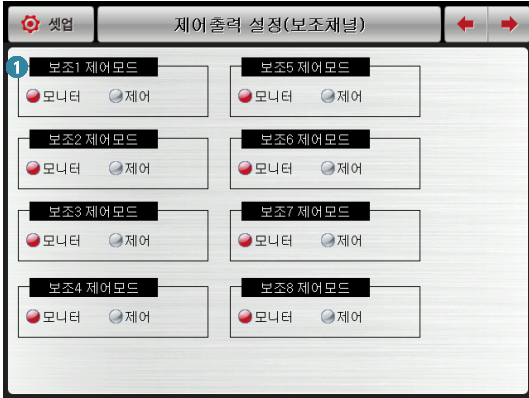 셋업
제어출력 설정(보조채널)
1
보조1 제어모드
모니터 제어
보조2 제어모드
모니터 제어
보조3 제어모드
모니터 제어
보조4 제어모드
모니터 제어
보조5 제어모드
모니터 제어
보조6 제어모드
모니터 제어
보조7 제어모드
모니터 제어
보조8 제어모드
모니터 제어